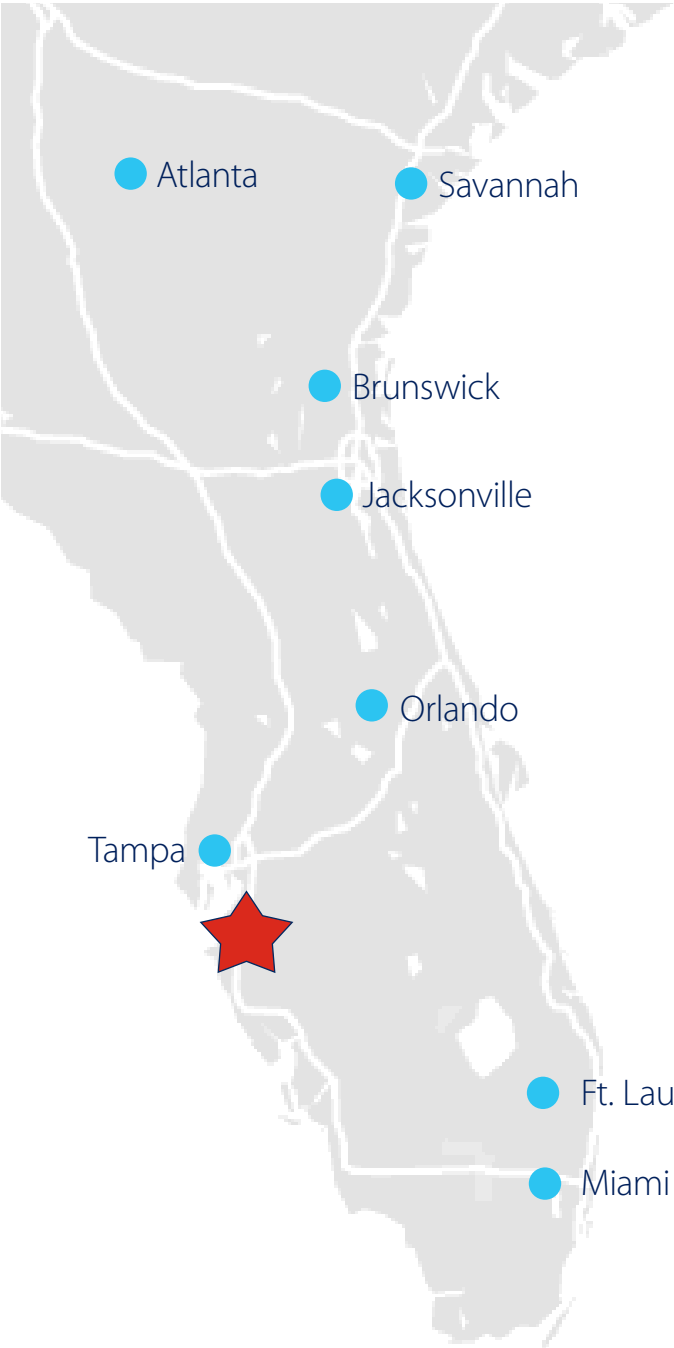 Atlanta
Savannah
Brunswick
Jacksonville
Orlando
Tampa
Ft. Lau
Miami